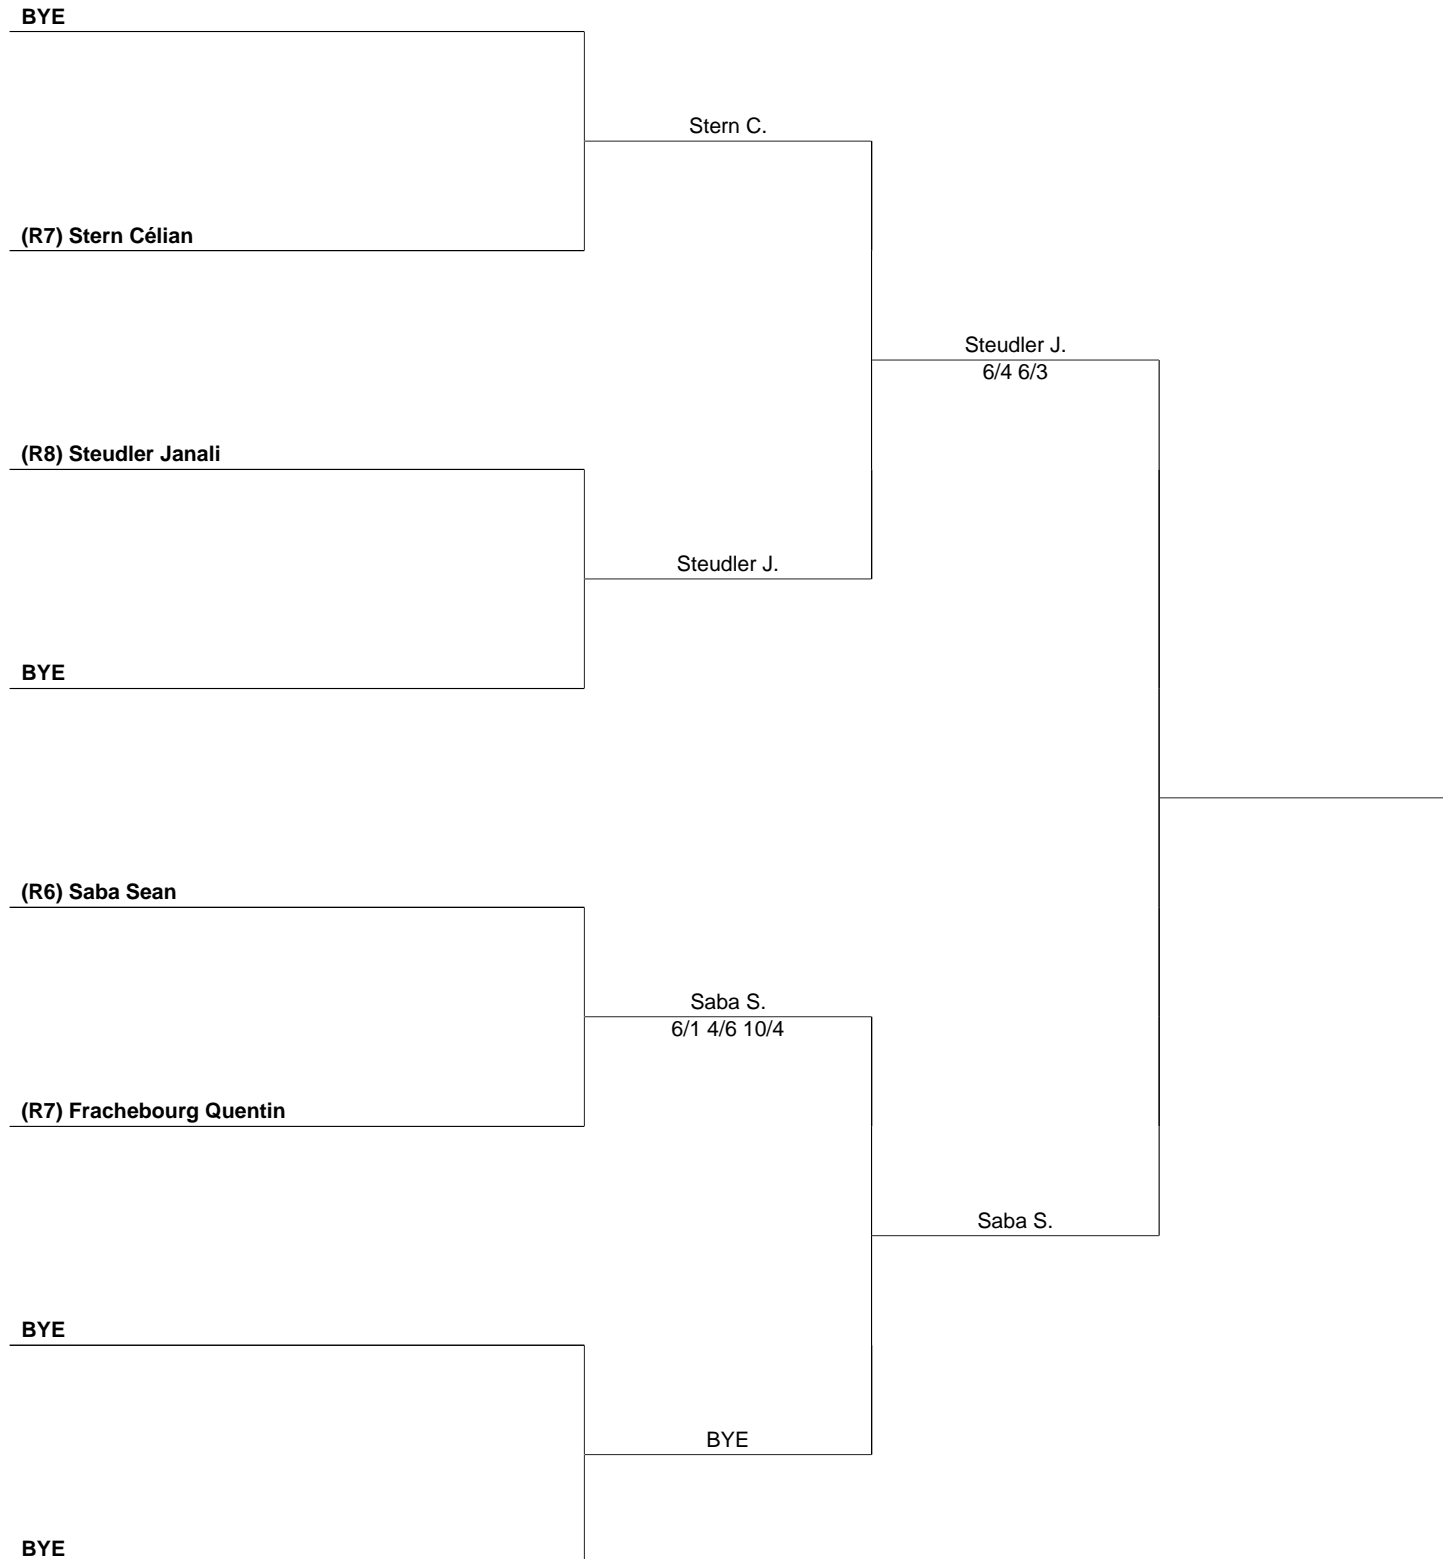 BYE
Stern C.
(R7) Stern Célian
Steudler J.
6/4 6/3
(R8) Steudler Janali
Steudler J.
BYE
(R6) Saba Sean
Saba S.
6/1 4/6 10/4
(R7) Frachebourg Quentin
Saba S.
BYE
BYE
BYE